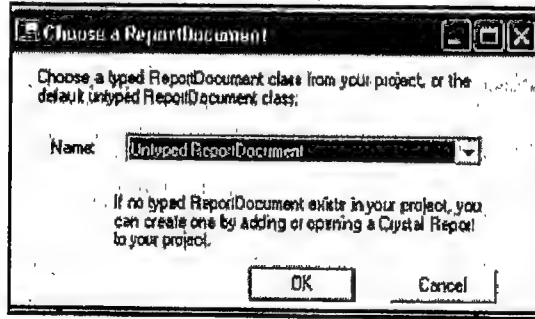 Choose a ReportDocument
Choose a typed ReportDocument class from your project, or the
default untyped ReportDocument class:
Name:
Untyped ReportDocument
If no typed ReportDocument exists in your project, you
can create one by adding or opening a Crystal Report
to your project.
OK
Cancel